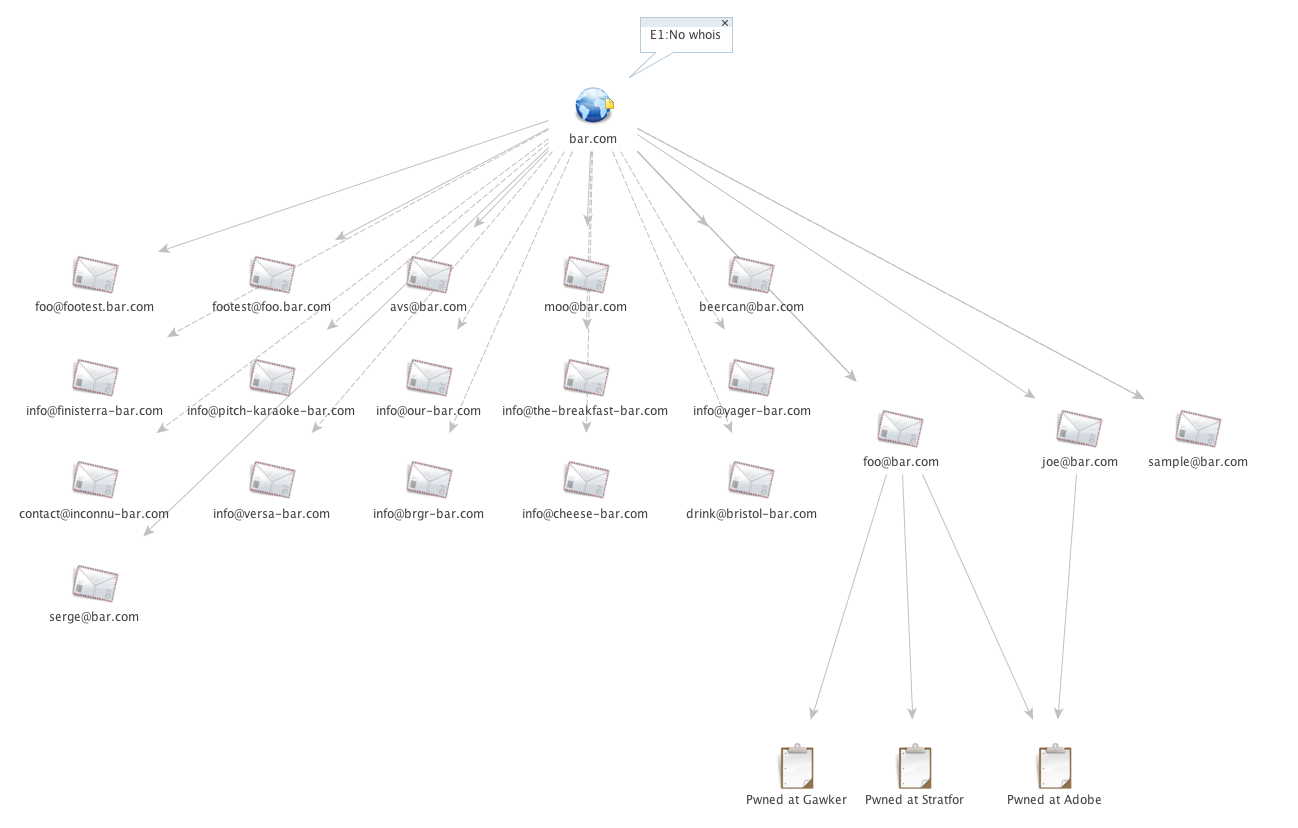 E1:No whois
bar.com
foo@footest.bar.com
footest@foo.bar.com
avs@bar.com
moo@bar.com
beercan@bar.com
info@finisterra-bar.com
info@pitch-karaoke-bar.com
info@our-bar.com
info@the-breakfast-bar.com
info@yager-bar.com
foo@bar.com
joe@bar.com
sample@bar.com
contact@inconnu-bar.com
info@versa-bar.com
info@brgr-bar.com
info@cheese-bar.com
drink@bristol-bar.com
serge@bar.com
Pwned at Gawker
Pwned at Stratfor
Pwned at Adobe